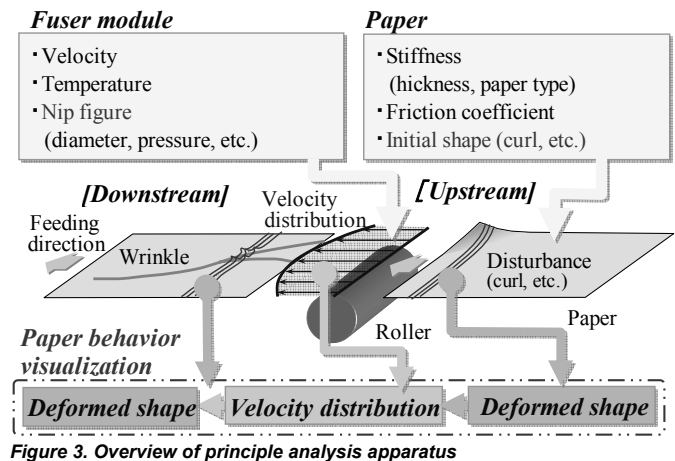 Fuser module
・Velocity
・Temperature
・Nip figure
(diameter, pressure, etc.)
Paper
・Stiffness
(hickness, paper type)
・Friction coefficient
・Initial shape (curl, etc.)
[Downstream]
Velocity
distribution
[Upstream]
Feeding
direction
Wrinkle
Disturbance
(curl, etc.)
Roller
Paper
Paper behavior
visualization
Deformed shape
Velocity distribution
Deformed shape
Figure 3. Overview of principle analysis apparatus